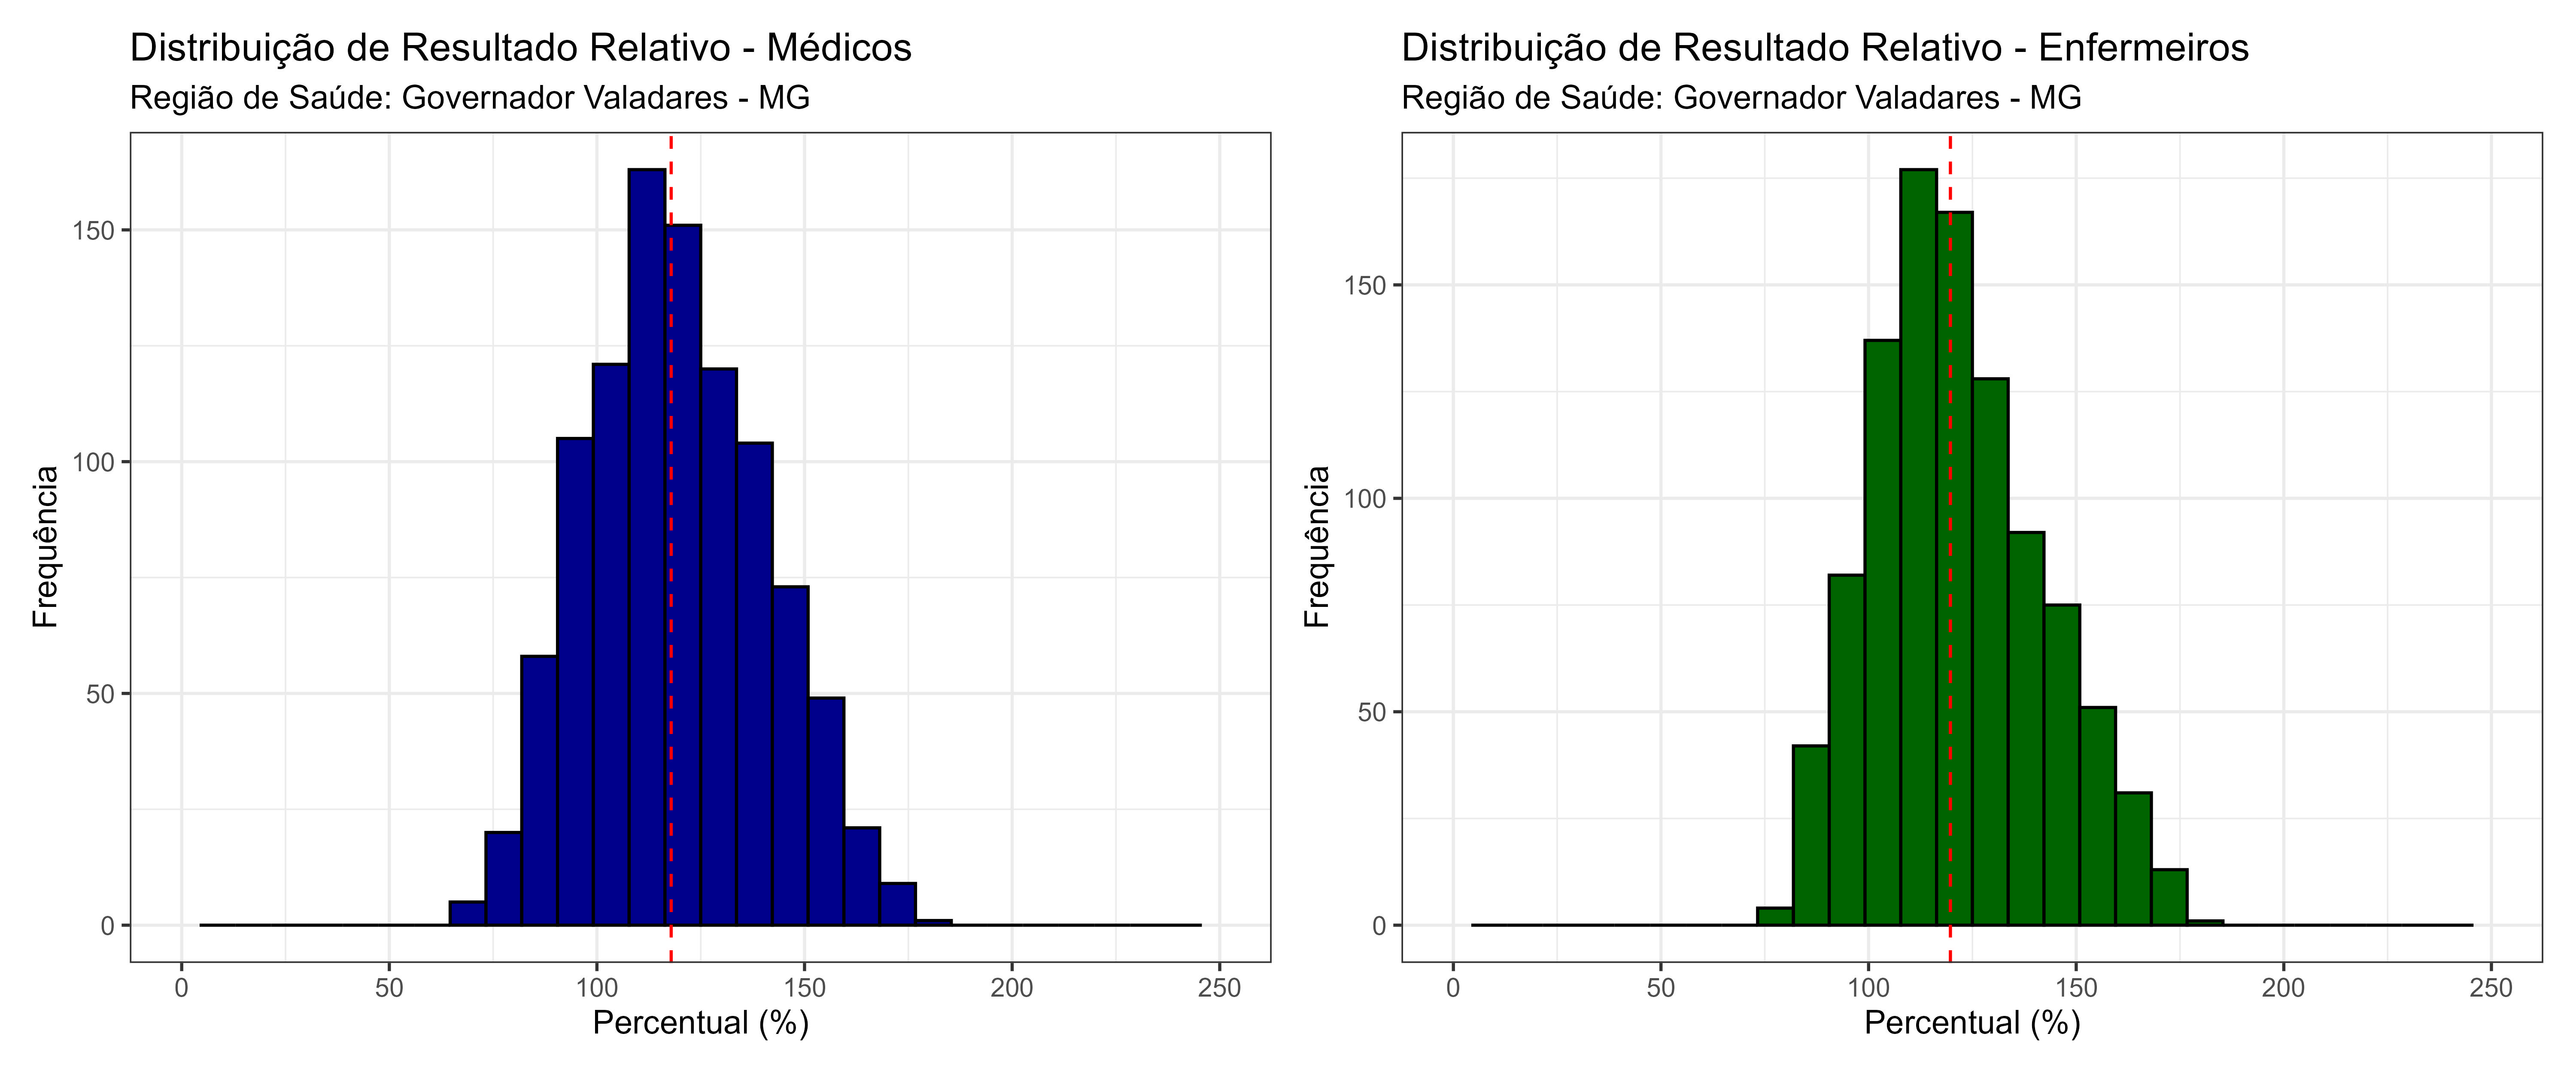 Distribuição de Resultado Relativo - Médicos
Região de Saúde: Governador Valadares - MG
Frequência
150
100
50
0
0 50 100 150 200 250
Percentual (%)
Distribuição de Resultado Relativo - Enfermeiros
Região de Saúde: Governador Valadares - MG
Frequência
150
100
50
0
0 50 100 150 200 250
Percentual (%)